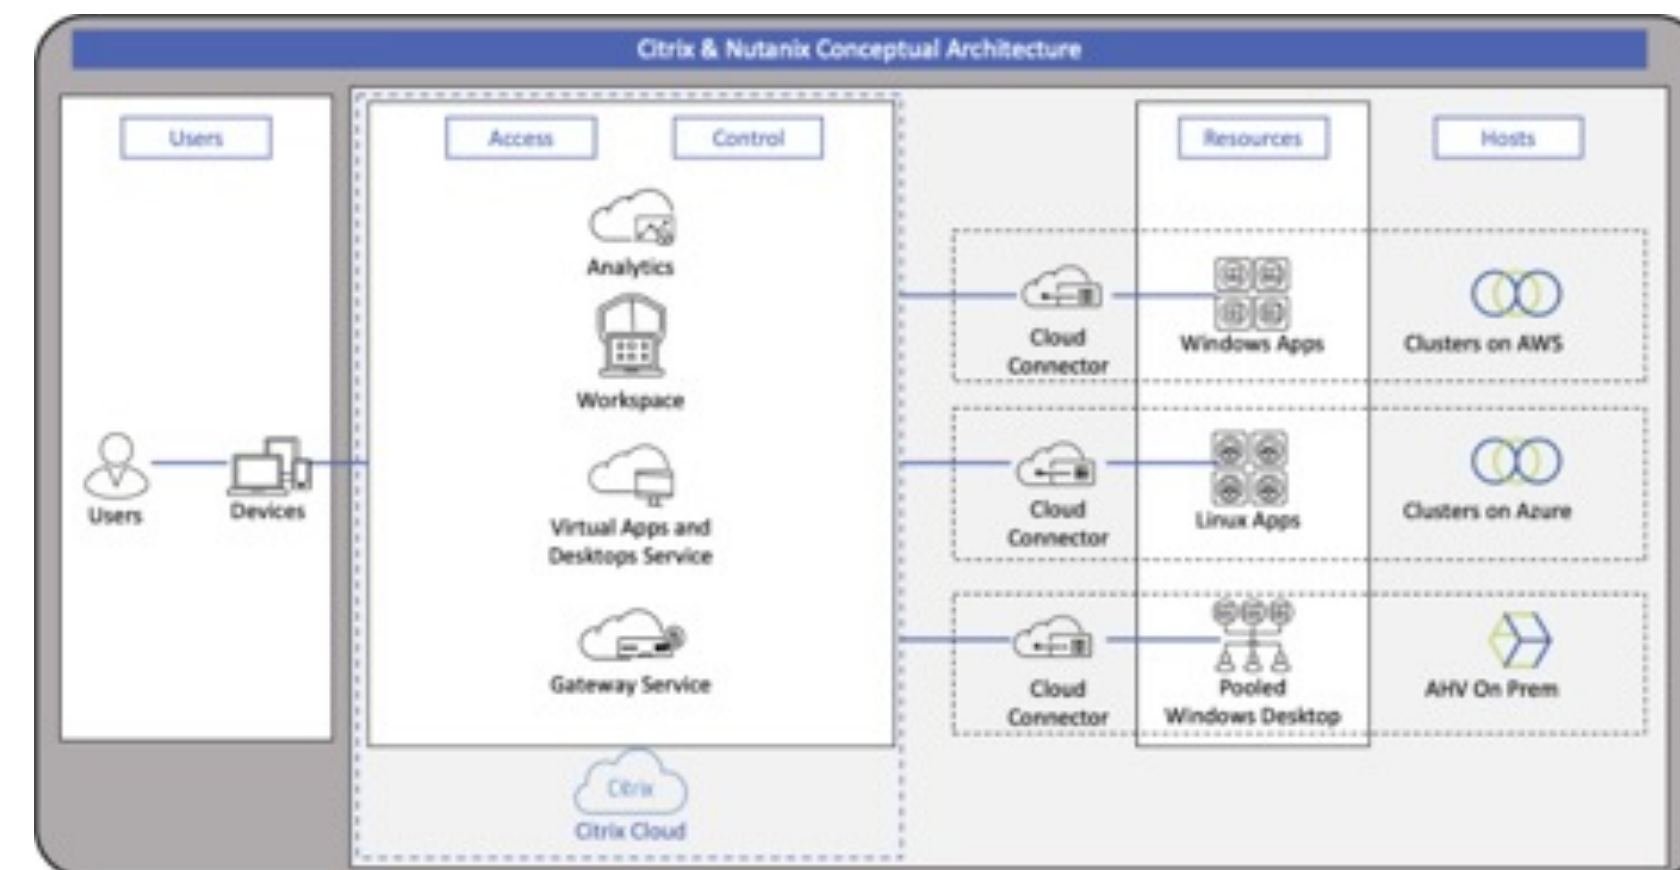 Citrix & Nutanix Conceptual Architecture
Users
Access
Control
Resources
Hosts
Analytics
Workspace
Virtual Apps and
Desktops Service
Gateway Service
Users
Devices
Cloud
Connector
Windows Apps
Clusters on AWS
Cloud
Connector
Linux Apps
Clusters on Azure
Cloud
Connector
Pooled
Windows Desktop
AHV On Prem
Citrix
Citrix Cloud